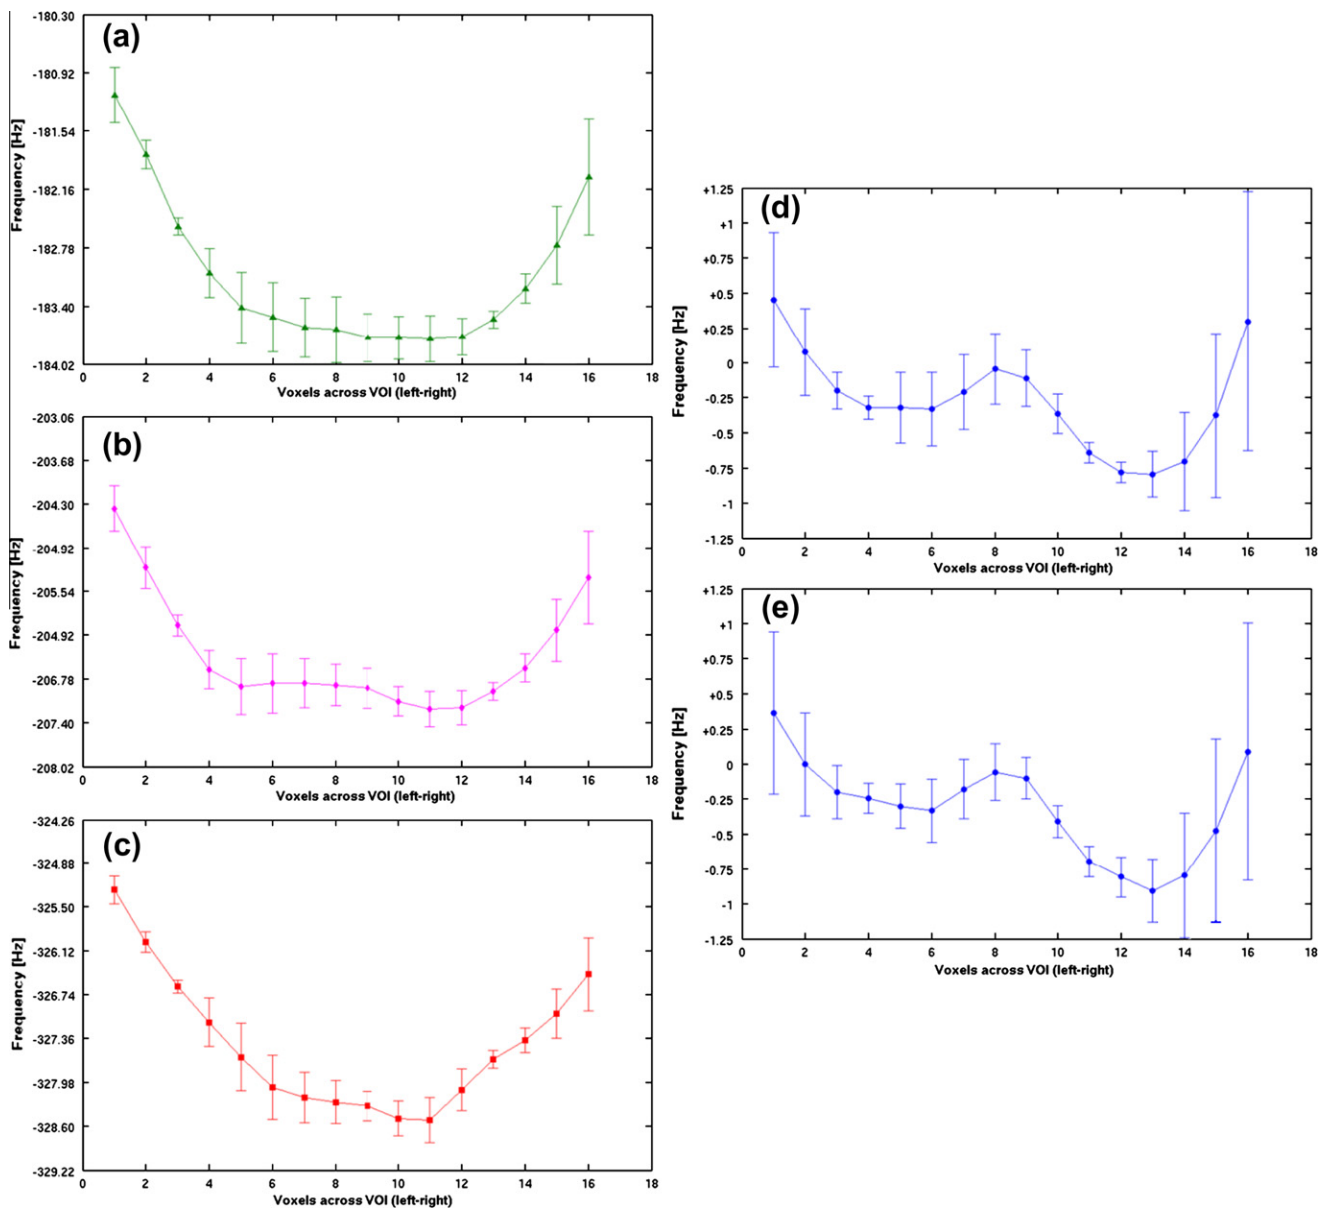 (a)
Frequency [Hz]
-180.30
-180.92
-181.54
-182.16
-182.78
-183.40
-184.02
0 2 4 6 8 10 12 14 16 18
Voxels across VOI (left-right)
(b)
Frequency [Hz]
-203.06
-203.68
-204.30
-204.92
-205.54
-204.92
-206.78
-207.40
-208.02
0 2 4 6 8 10 12 14 16 18
Voxels across VOI (left-right)
(c)
Frequency [Hz]
-324.26
-324.88
-325.50
-326.12
-326.74
-327.36
-327.98
-328.60
-329.22
0 2 4 6 8 10 12 14 16 18
Voxels across VOI (left-right)
(d)
Frequency [Hz]
+1.25
+1
+0.75
+0.5
+0.25
0
-0.25
-0.5
-0.75
-1
-1.25
0 2 4 6 8 10 12 14 16 18
Voxels across VOI (left-right)
(e)
Frequency [Hz]
+1.25
+1
+0.75
+0.5
+0.25
0
-0.25
-0.5
-0.75
-1
-1.25
0 2 4 6 8 10 12 14 16 18
Voxels across VOI (left-right)